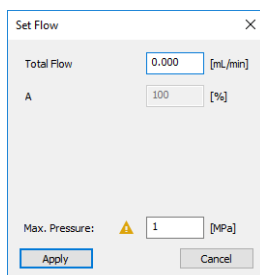 Set Flow
Total Flow 0.000 [mL/min]
A 100 [%]
Max. Pressure: 1 [MPa]
Apply Cancel